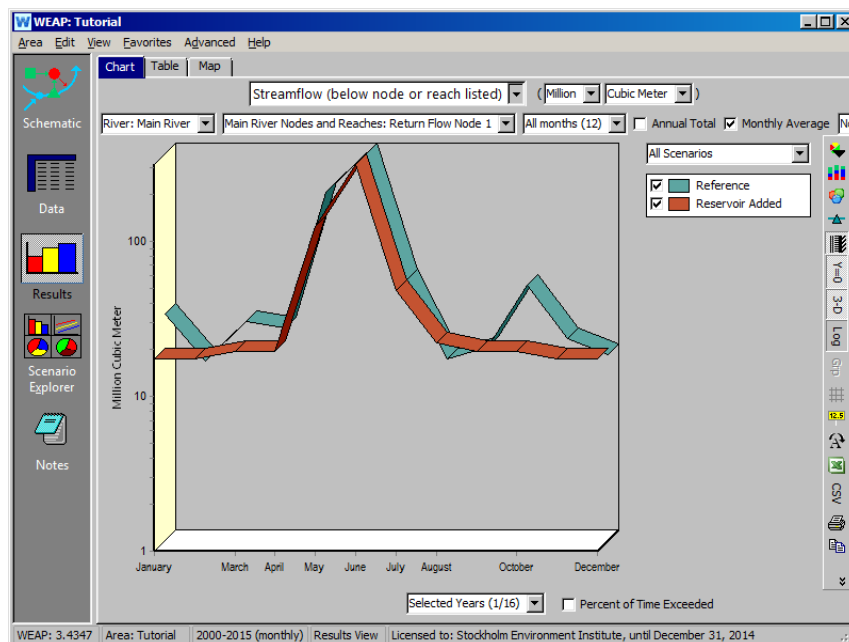 WEAP: Tutorial
Area Edit View Favorites Advanced Help
Chart Table Map
Streamflow (below node or reach listed) ( Million Cubic Meter )
River: Main River Main River Nodes and Reaches: Return Flow Node 1 All months (12) Annual Total Monthly Average
All Scenarios
Reference
Reservoir Added
Schematic
Data
Results
Scenario
Explorer
Notes
Million Cubic Meter
100
10
1
January March April May June July August October December
Y=0
3-D
Log
Grp
12.5
CSV
Selected Years (1/16) Percent of Time Exceeded
WEAP: 3.4347 Area: Tutorial 2000-2015 (monthly) Results View Licensed to: Stockholm Environment Institute, until December 31, 2014